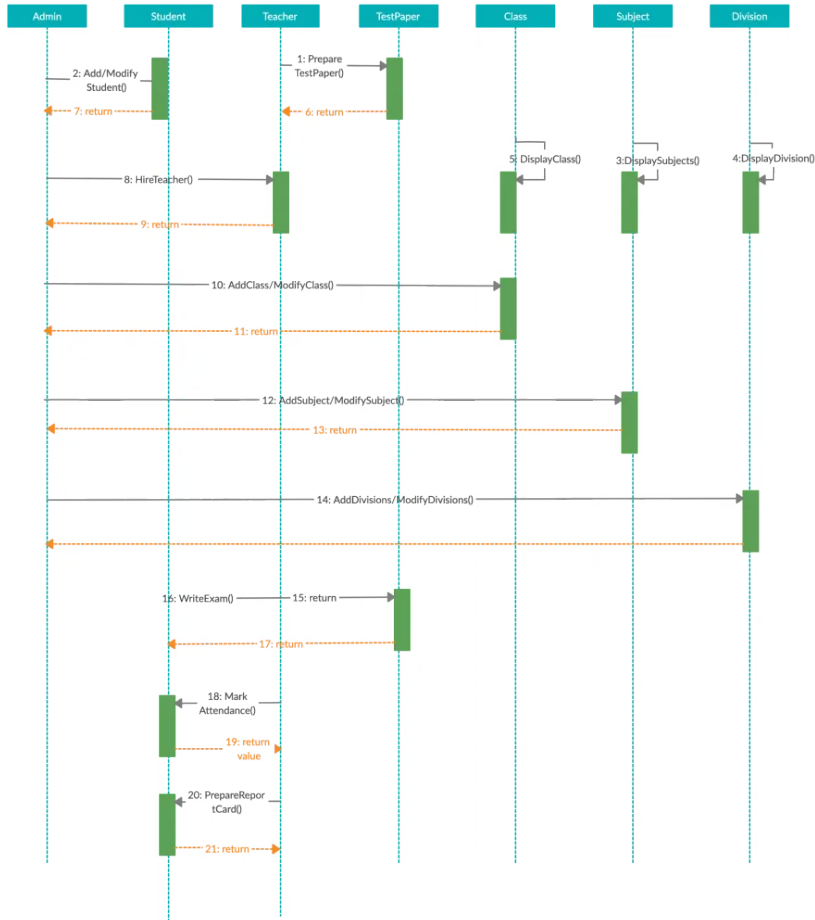 Admin
Student
Teacher
TestPaper
Class
Subject
Division
1: Prepare
TestPaper()
2: Add/Modify
Student()
7: return
6: return
5: DisplayClass()
3:DisplaySubjects()
4:DisplayDivision()
8: HireTeacher()
9: return
10: AddClass/ModifyClass()
11: return
12: AddSubject/ModifySubject()
13: return
14: AddDivisions/ModifyDivisions()
16: WriteExam()
15: return
17: return
18: Mark
Attendance()
19: return
value
20: PrepareRepor
tCard()
21: return